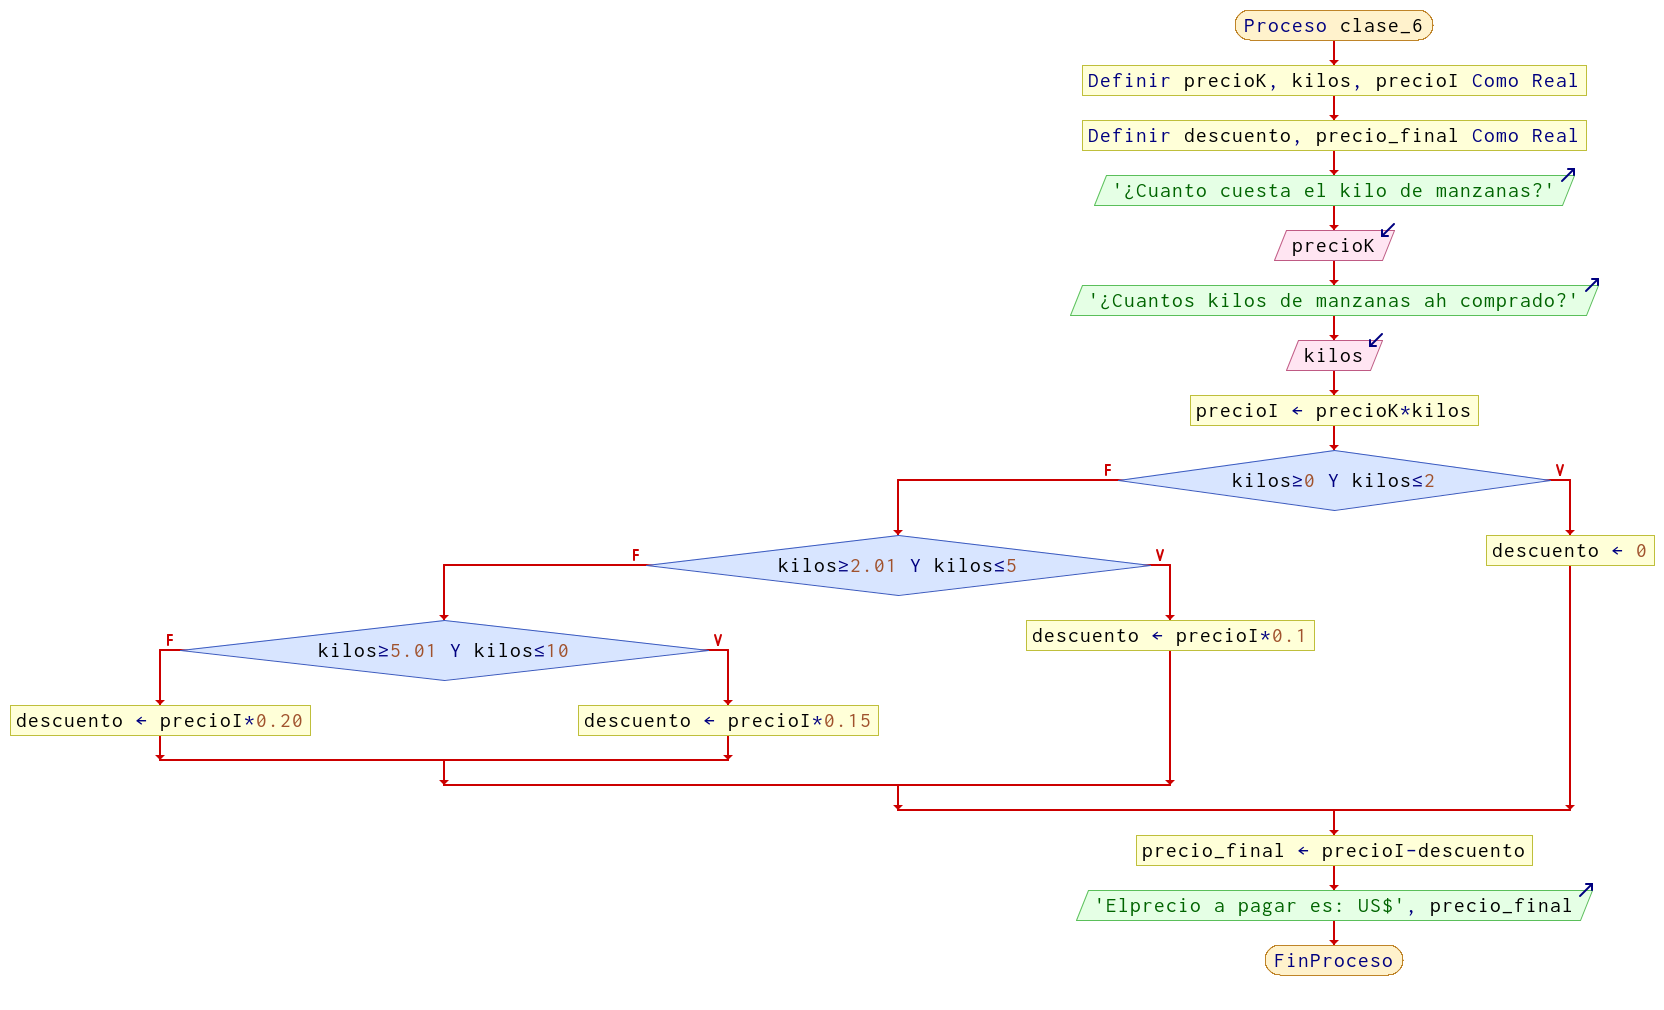 Proceso clase_6
Definir precioK, kilos, precioI Como Real
Definir descuento, precio_final Como Real
'¿Cuanto cuesta el kilo de manzanas?'
precioK
'¿Cuantos kilos de manzanas ah comprado?'
kilos
precioI ← precioK*kilos
F
kilos≥0 Y kilos≤2
V
F
kilos≥2.01 Y kilos≤5
V
descuento ← 0
F
kilos≥5.01 Y kilos≤10
V
descuento ← precioI*0.1
descuento ← precioI*0.20
descuento ← precioI*0.15
precio_final ← precioI-descuento
'Elprecio a pagar es: US$', precio_final
FinProceso